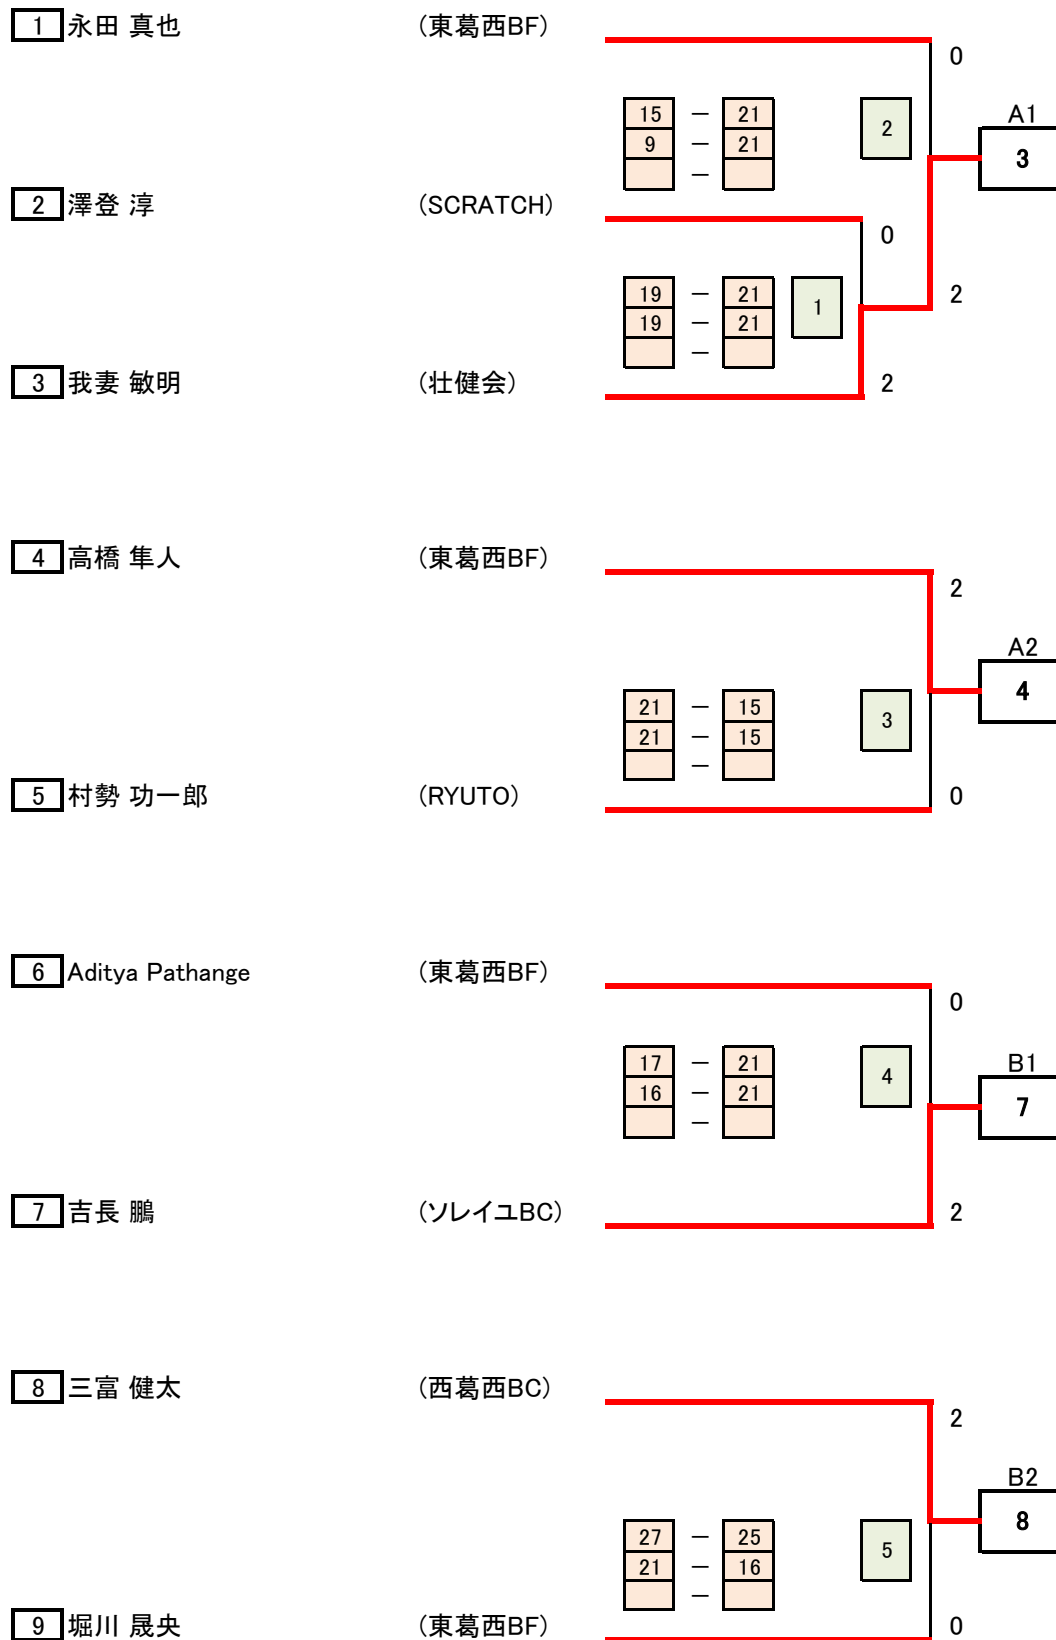 1 永田 真也 (東葛西BF)
0
15 － 21 2 A1
9 － 21 3
－
2 澤登 淳 (SCRATCH)
0
19 － 21 1 2
19 － 21
－
3 我妻 敏明 (壮健会) 2
4 高橋 隼人 (東葛西BF)
2
A2
21 － 15 3 4
21 － 15
－
5 村勢 功一郎 (RYUTO) 0
6 Aditya Pathange (東葛西BF)
0
17 － 21 4 B1
16 － 21 7
－
7 吉長 鵬 (ソレイユBC) 2
8 三富 健太 (西葛西BC)
2
B2
8
27 － 25 5
21 － 16
－
9 堀川 晟央 (東葛西BF) 0